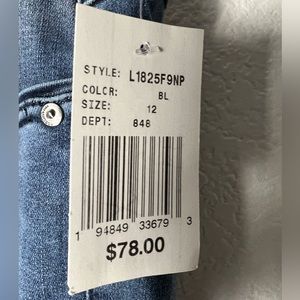 STYLE: L1825F9NP
COLOR: BL
SIZE: 12
DEPT: 848
1 94849 33679 3
$78.00